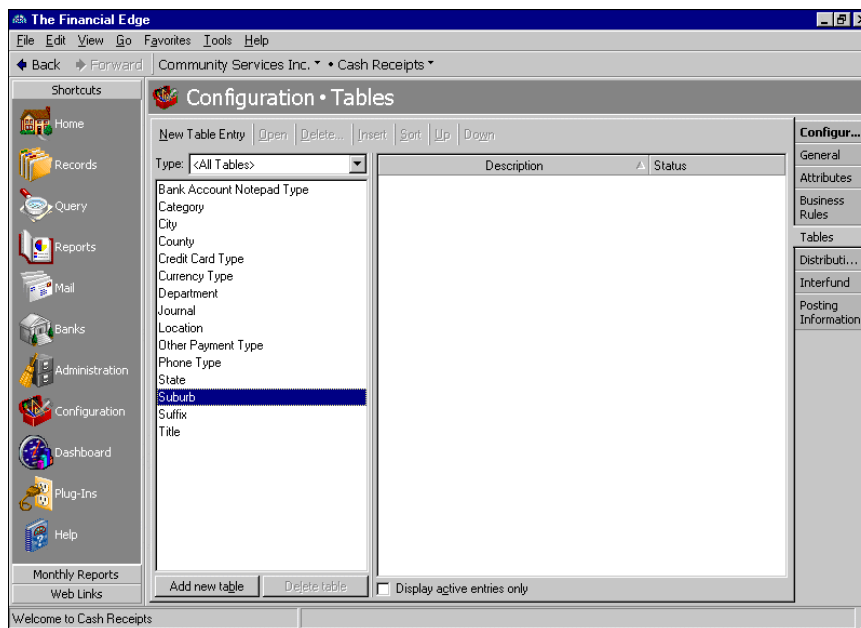 The Financial Edge
File Edit View Go Favorites Tools Help
Back Forward Community Services Inc. • Cash Receipts
Shortcuts
Home
Records
Query
Reports
Mail
Banks
Administration
Configuration
Dashboard
Plug-Ins
Help
Monthly Reports
Web Links
Configuration • Tables
New Table Entry Open Delete... Insert Sort Up Down
Type: <All Tables>
Bank Account Notepad Type
Category
City
County
Credit Card Type
Currency Type
Department
Journal
Location
Other Payment Type
Phone Type
State
Suburb
Suffix
Title
Add new table Delete table
Description Status
Display active entries only
Configur...
General
Attributes
Business
Rules
Tables
Distributi...
Interfund
Posting
Information
Welcome to Cash Receipts